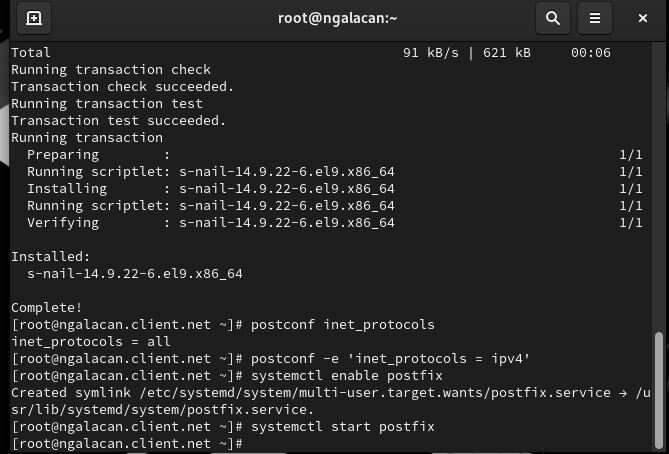 root@ngalacan:~
Total 91 kB/s | 621 kB 00:06
Running transaction check
Transaction check succeeded.
Running transaction test
Transaction test succeeded.
Running transaction
Preparing : 1/1
Running scriptlet: s-nail-14.9.22-6.el9.x86_64 1/1
Installing : s-nail-14.9.22-6.el9.x86_64 1/1
Running scriptlet: s-nail-14.9.22-6.el9.x86_64 1/1
Verifying : s-nail-14.9.22-6.el9.x86_64 1/1
Installed:
s-nail-14.9.22-6.el9.x86_64
Complete!
[root@ngalacan.client.net ~]# postconf inet_protocols
inet_protocols = all
[root@ngalacan.client.net ~]# postconf -e 'inet_protocols = ipv4'
[root@ngalacan.client.net ~]# systemctl enable postfix
Created symlink /etc/systemd/system/multi-user.target.wants/postfix.service → /u
sr/lib/systemd/system/postfix.service.
[root@ngalacan.client.net ~]# systemctl start postfix
[root@ngalacan.client.net ~]#